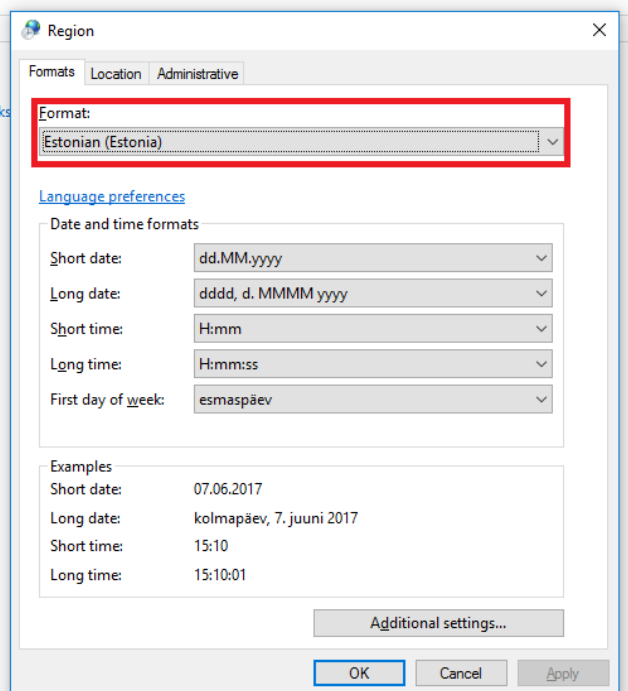 Region
Formats Location Administrative
Format:
Estonian (Estonia)
Language preferences
Date and time formats
Short date: dd.MM.yyyy
Long date: dddd, d. MMMM yyyy
Short time: H:mm
Long time: H:mm:ss
First day of week: esmaspäev
Examples
Short date: 07.06.2017
Long date: kolmapäev, 7. juuni 2017
Short time: 15:10
Long time: 15:10:01
Additional settings...
OK Cancel Apply